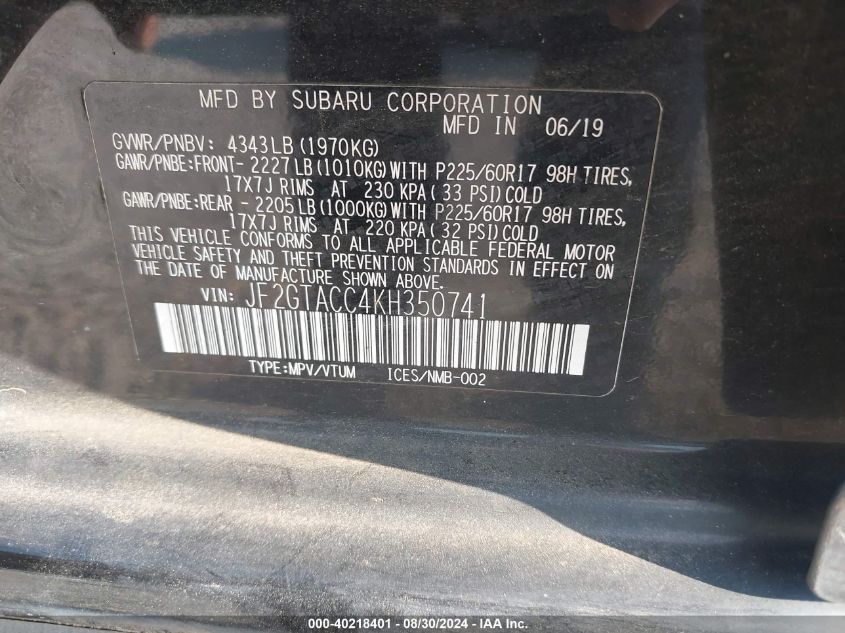 MFD BY SUBARU CORPORATION
MFD IN 06/19
GVWR/PNBV: 4343LB(1970KG)
GAWR/PNBE:FRONT- 2227LB(1010KG)WITH P225/60R17 98H TIRES,
17X7J RIMS AT 230 KPA( 33 PSI)COLD
GAWR/PNBE:REAR - 2205LB(1000KG)WITH P225/60R17 98H TIRES,
17X7J RIMS AT 220 KPA( 32 PSI)COLD
THIS VEHICLE CONFORMS TO ALL APPLICABLE FEDERAL MOTOR
VEHICLE SAFETY AND THEFT PREVENTION STANDARDS IN EFFECT ON
THE DATE OF MANUFACTURE SHOWN ABOVE.
VIN: JF2GTACC4KH350741
TYPE:MPV/VTUM ICES/NMB-002
000-40218401 - 08/30/2024 - IAA Inc.